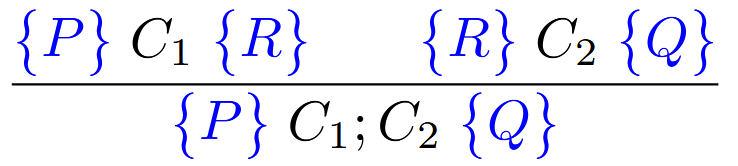 {P} C₁ {R} {R} C₂ {Q}
{P} C₁; C₂ {Q}